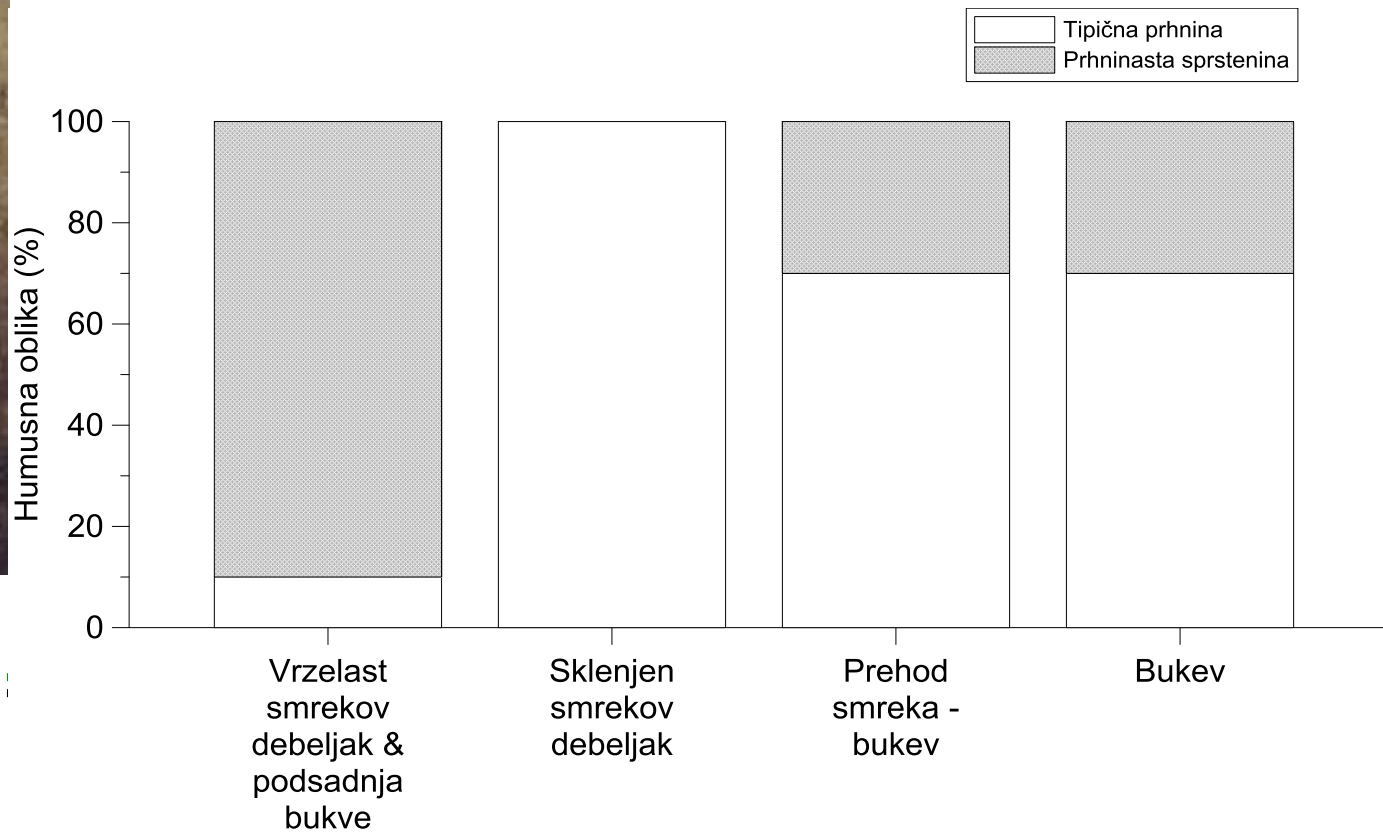 Tipična prhnina
Prhninasta sprstenina
100
80
60
40
20
0
Humusna oblika (%)
Vrzelast
smrekov
debeljak &
podsadnja
bukve
Sklenjen
smrekov
debeljak
Prehod
smreka -
bukev
Bukev